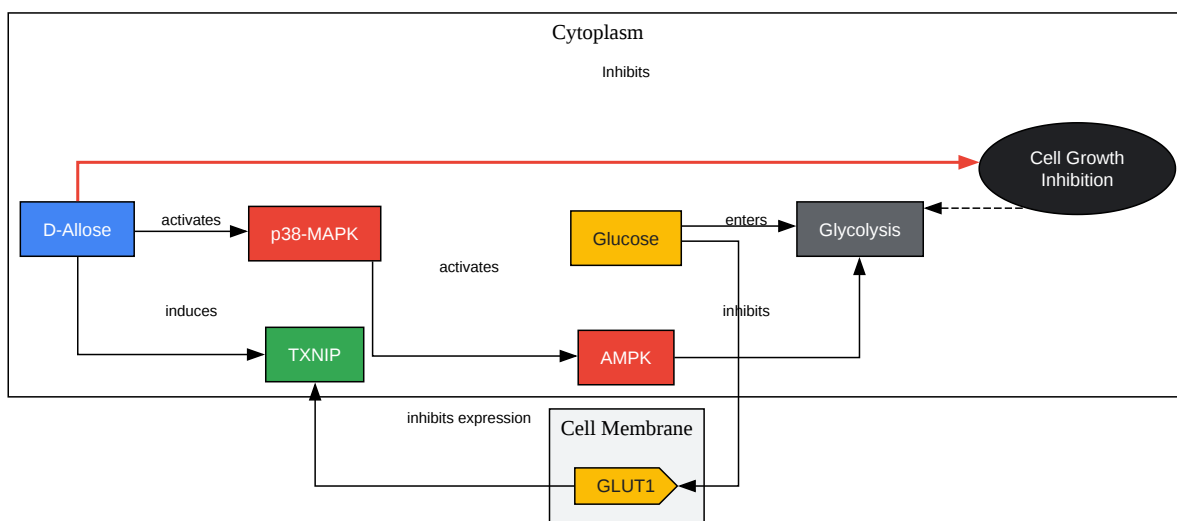 Cytoplasm
Inhibits
Cell Growth
Inhibition
D-Allose
activates
p38-MAPK
Glucose
enters
Glycolysis
activates
induces
inhibits
TXNIP
AMPK
inhibits expression
Cell Membrane
GLUT1